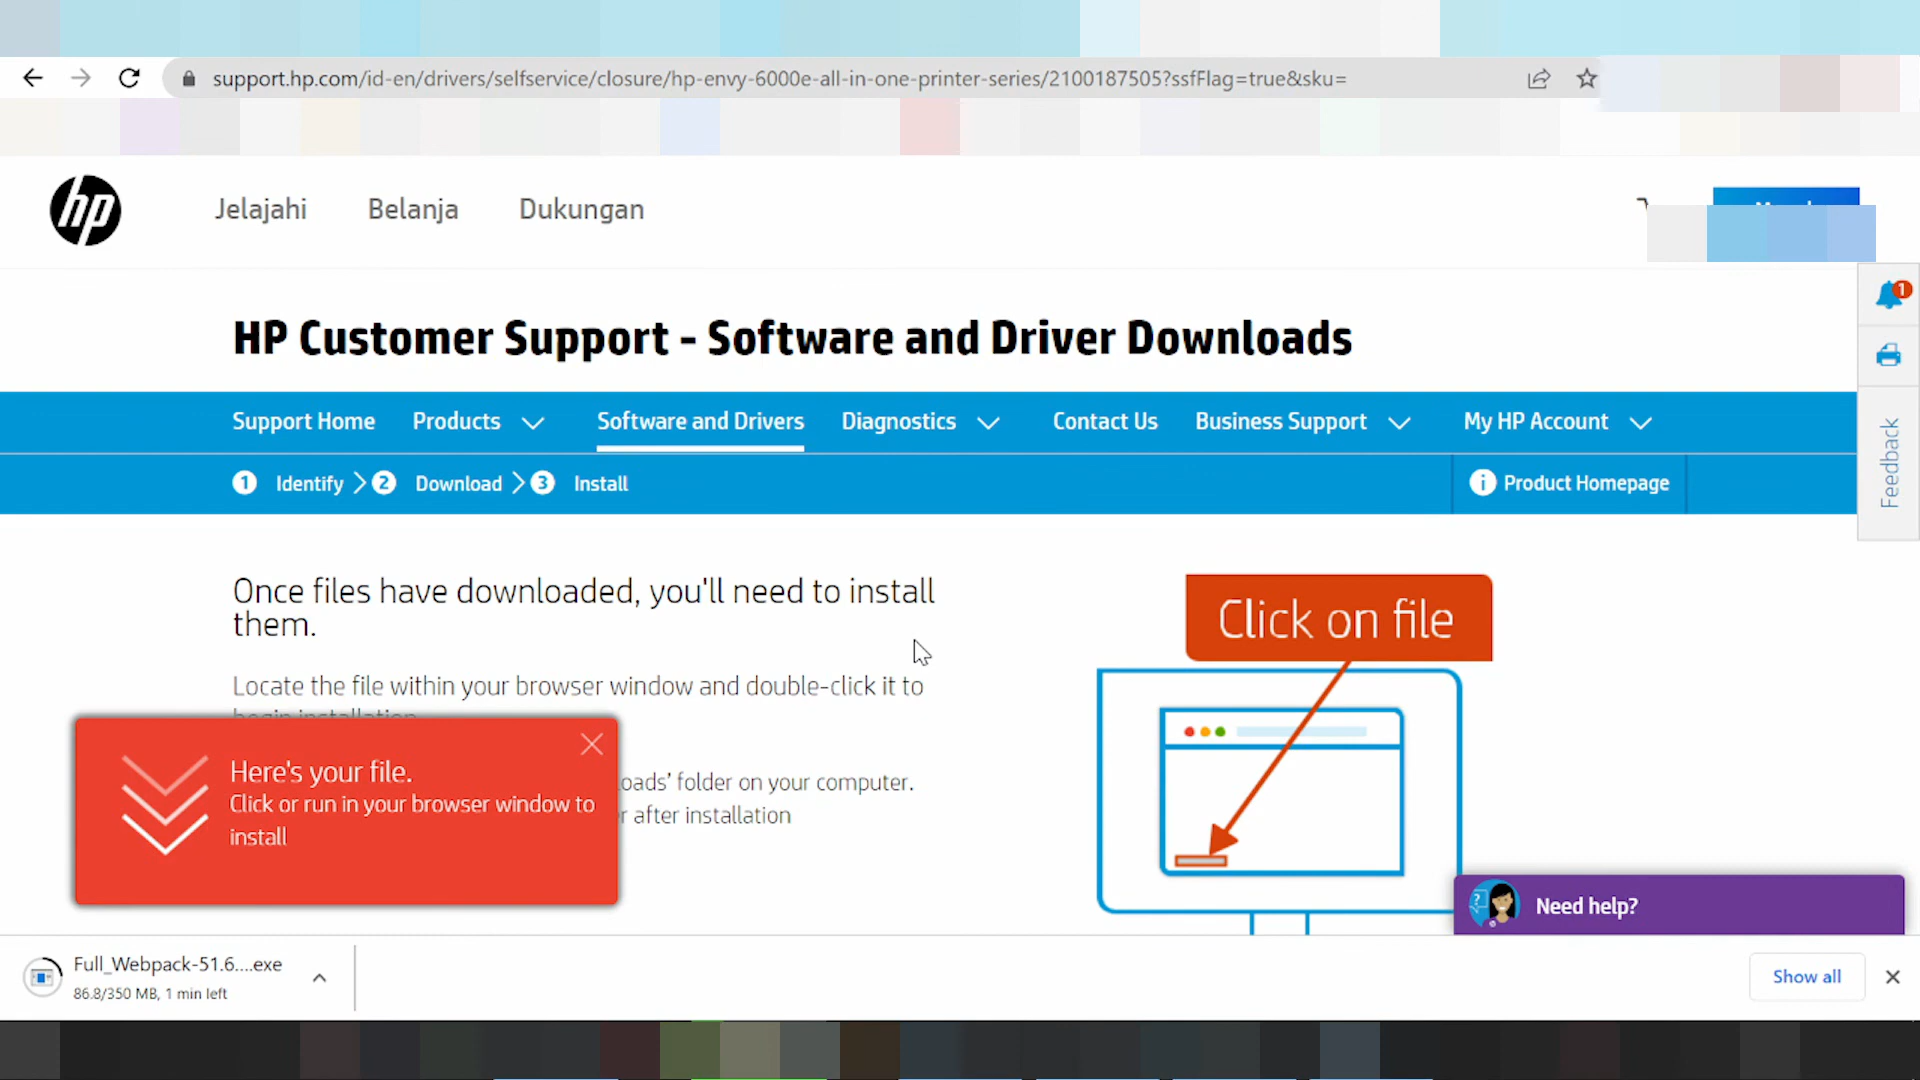 support.hp.com/id-en/drivers/selfservice/closure/hp-envy-6000e-all-in-one-printer-series/2100187505?ssfFlag=true&sku=
hp Jelajahi Belanja Dukungan
1
HP Customer Support - Software and Driver Downloads
Support Home Products Software and Drivers Diagnostics Contact Us Business Support My HP Account
1 Identify 2 Download 3 Install i Product Homepage
Feedback
Once files have downloaded, you'll need to install
them.
Click on file
Locate the file within your browser window and double-click it to
begin installation
Here's your file.
Click or run in your browser window to
install
oads’ folder on your computer.
r after installation
? Need help?
Full_Webpack-51.6....exe
86.8/350 MB, 1 min left
Show all